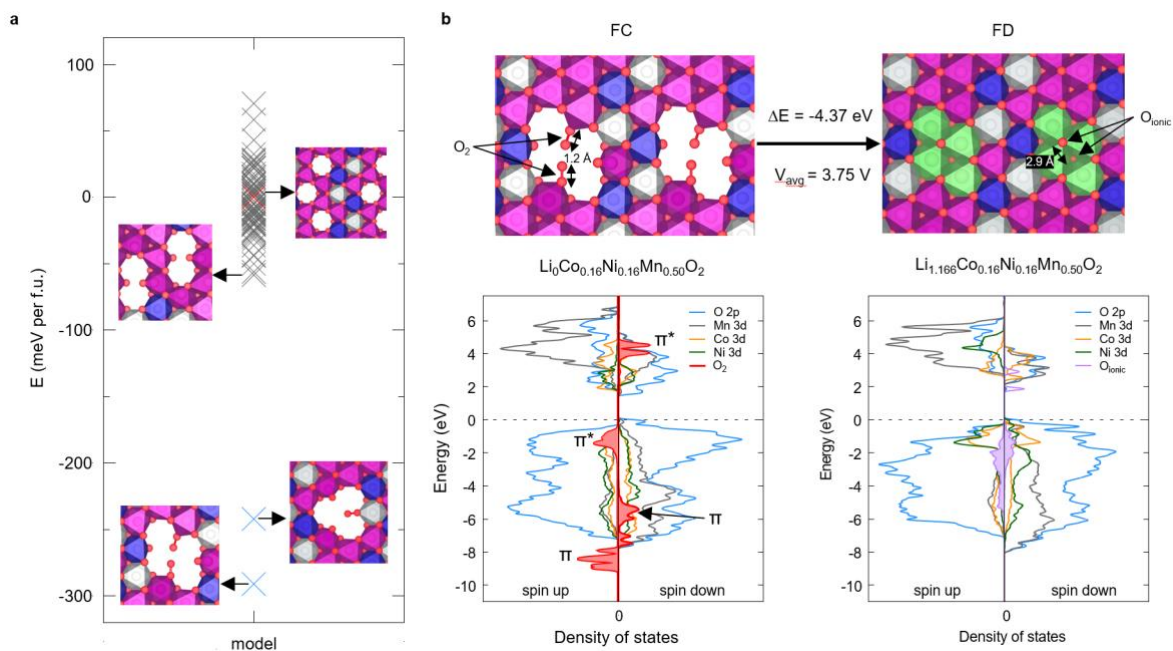 a
E (meV per f.u.)
100
0
-100
-200
-300
model
b
FC
FD
O₂
1.2 Å
ΔE = -4.37 eV
V_avg = 3.75 V
O_ionic
2.9 Å
Li₀Co₀.₁₆Ni₀.₁₆Mn₀.₅₀O₂
Li₁.₁₆₆Co₀.₁₆Ni₀.₁₆Mn₀.₅₀O₂
Energy (eV)
6
4
2
0
-2
-4
-6
-8
-10
O 2p
Mn 3d
Co 3d
Ni 3d
O₂
π*
π*
π
π
spin up
spin down
0
Density of states
Energy (eV)
6
4
2
0
-2
-4
-6
-8
-10
O 2p
Mn 3d
Co 3d
Ni 3d
O_ionic
spin up
spin down
0
Density of states